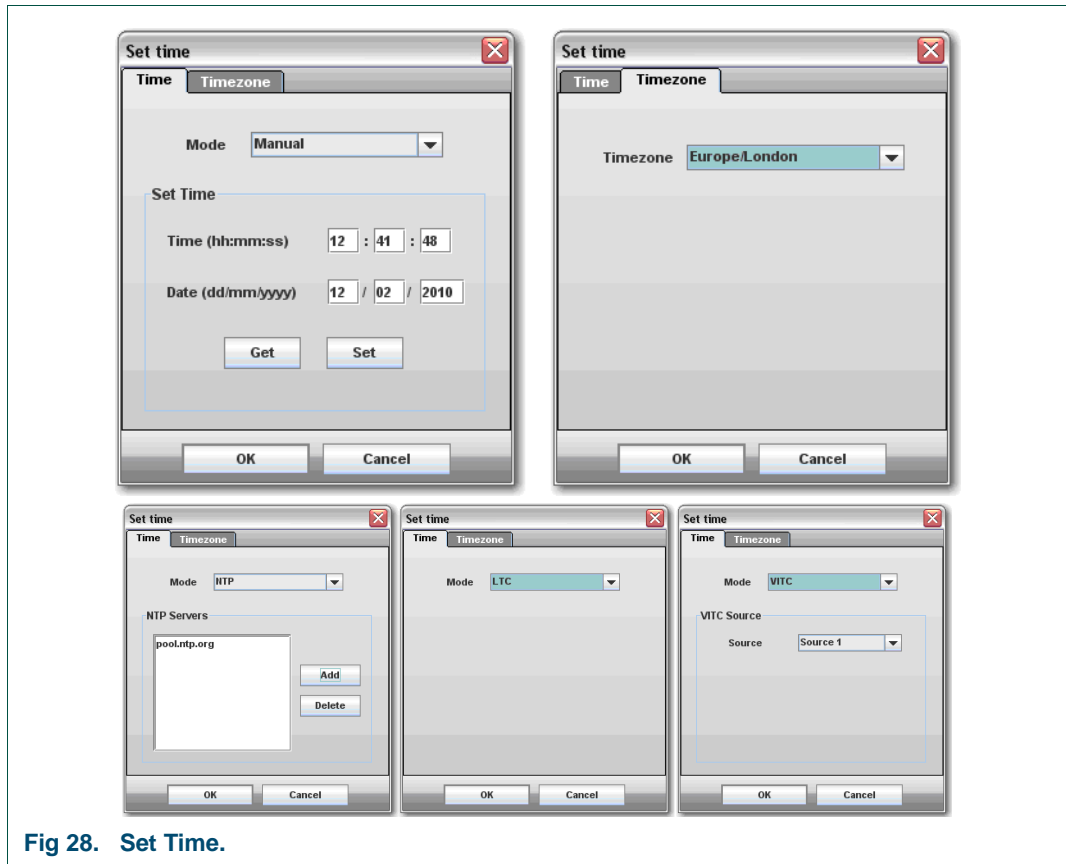 Set time
Time Timezone
Mode Manual
Set Time
Time (hh:mm:ss) 12 : 41 : 48
Date (dd/mm/yyyy) 12 / 02 / 2010
Get Set
OK Cancel
Set time
Time Timezone
Timezone Europe/London
OK Cancel
Set time
Time Timezone
Mode NTP
NTP Servers
pool.ntp.org
Add
Delete
OK Cancel
Set time
Time Timezone
Mode LTC
OK Cancel
Set time
Time Timezone
Mode VITC
VITC Source
Source Source 1
OK Cancel
Fig 28. Set Time.